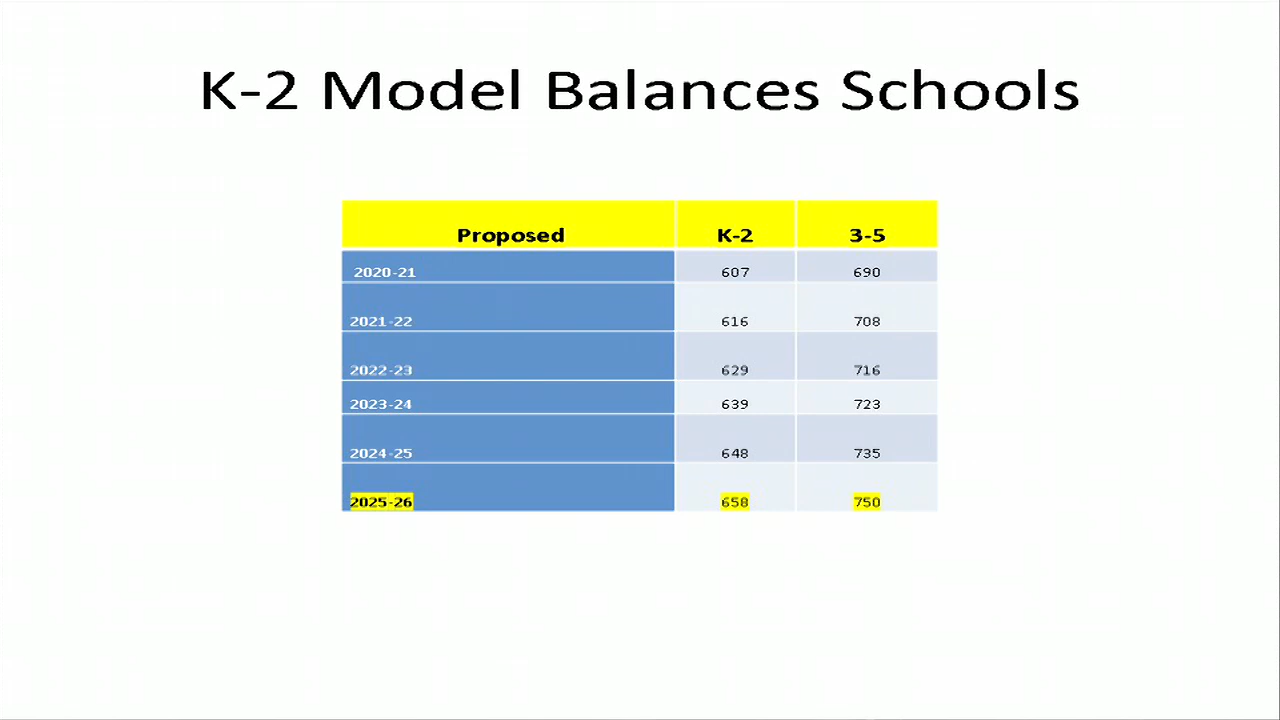 K-2 Model Balances Schools
Proposed K-2 3-5
2020-21 607 690
2021-22 616 708
2022-23 629 716
2023-24 639 723
2024-25 648 735
2025-26 658 750